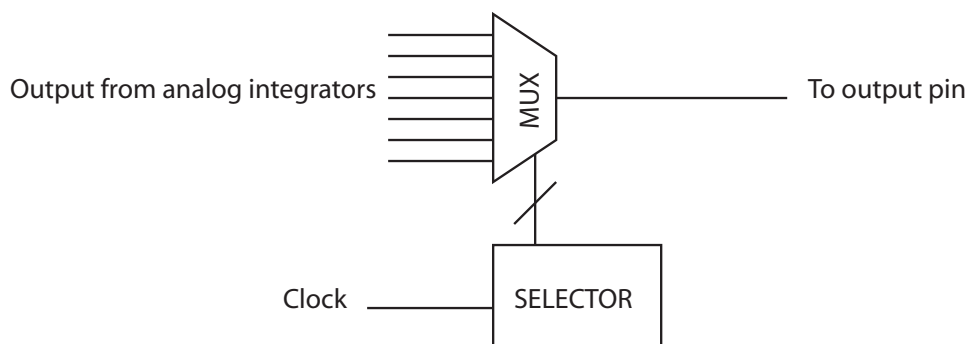 Output from analog integrators
MUX
To output pin
Clock
SELECTOR